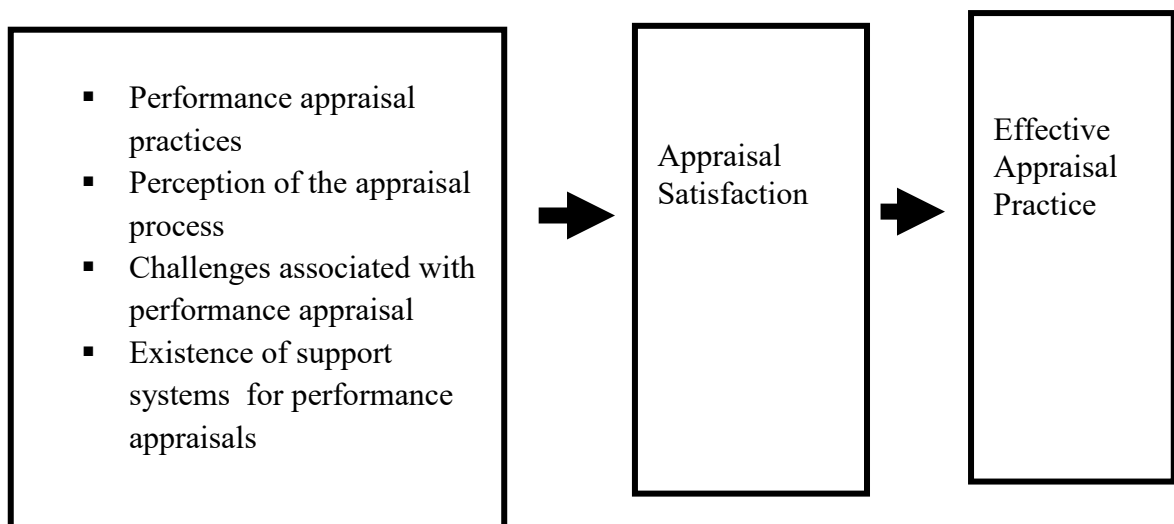 ▪ Performance appraisal
practices
▪ Perception of the appraisal
process
▪ Challenges associated with
performance appraisal
▪ Existence of support
systems  for performance
appraisals
Appraisal
Satisfaction
Effective
Appraisal
Practice